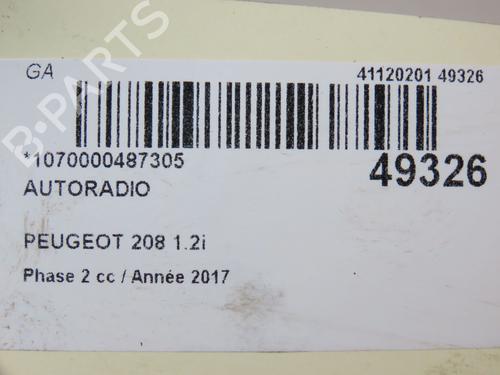 GA
41120201 49326
*1070000487305
49326
AUTORADIO
PEUGEOT 208 1.2i
Phase 2 cc / Année 2017
B-PARTS